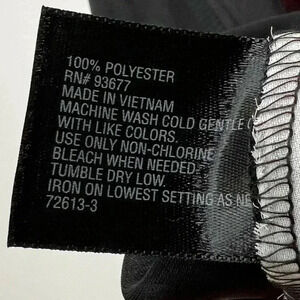 100% POLYESTER
RN# 93677
MADE IN VIETNAM
MACHINE WASH COLD GENTLE
WITH LIKE COLORS.
USE ONLY NON-CHLORINE
BLEACH WHEN NEEDED.
TUMBLE DRY LOW.
IRON ON LOWEST SETTING AS NE
72613-3